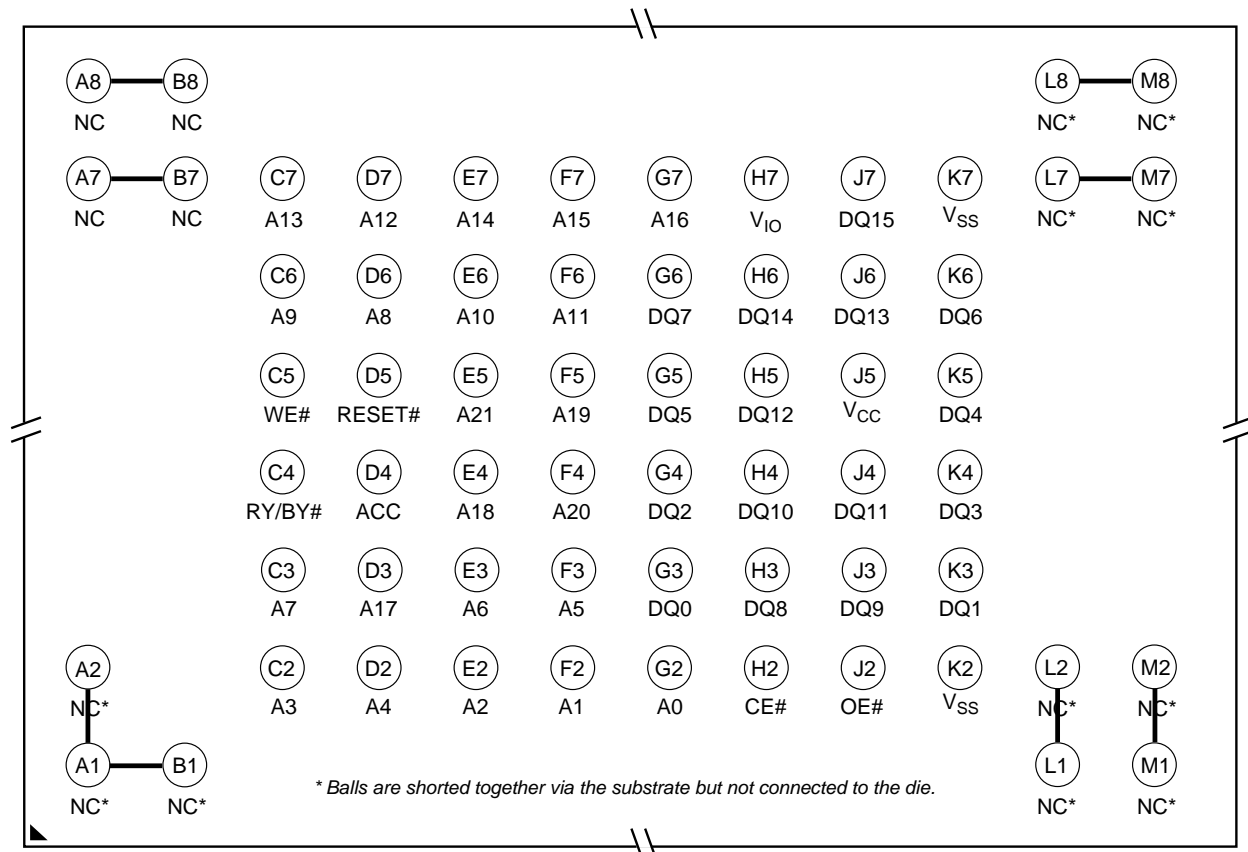 A8 B8 L8 M8
NC NC NC* NC*
A7 B7 C7 D7 E7 F7 G7 H7 J7 K7 L7 M7
NC NC A13 A12 A14 A15 A16 VIO DQ15 VSS NC* NC*
C6 D6 E6 F6 G6 H6 J6 K6
A9 A8 A10 A11 DQ7 DQ14 DQ13 DQ6
C5 D5 E5 F5 G5 H5 J5 K5
WE# RESET# A21 A19 DQ5 DQ12 VCC DQ4
C4 D4 E4 F4 G4 H4 J4 K4
RY/BY# ACC A18 A20 DQ2 DQ10 DQ11 DQ3
C3 D3 E3 F3 G3 H3 J3 K3
A7 A17 A6 A5 DQ0 DQ8 DQ9 DQ1
A2 C2 D2 E2 F2 G2 H2 J2 K2 L2 M2
NC* A3 A4 A2 A1 A0 CE# OE# VSS NC* NC*
A1 B1 L1 M1
* Balls are shorted together via the substrate but not connected to the die.
NC* NC* NC* NC*